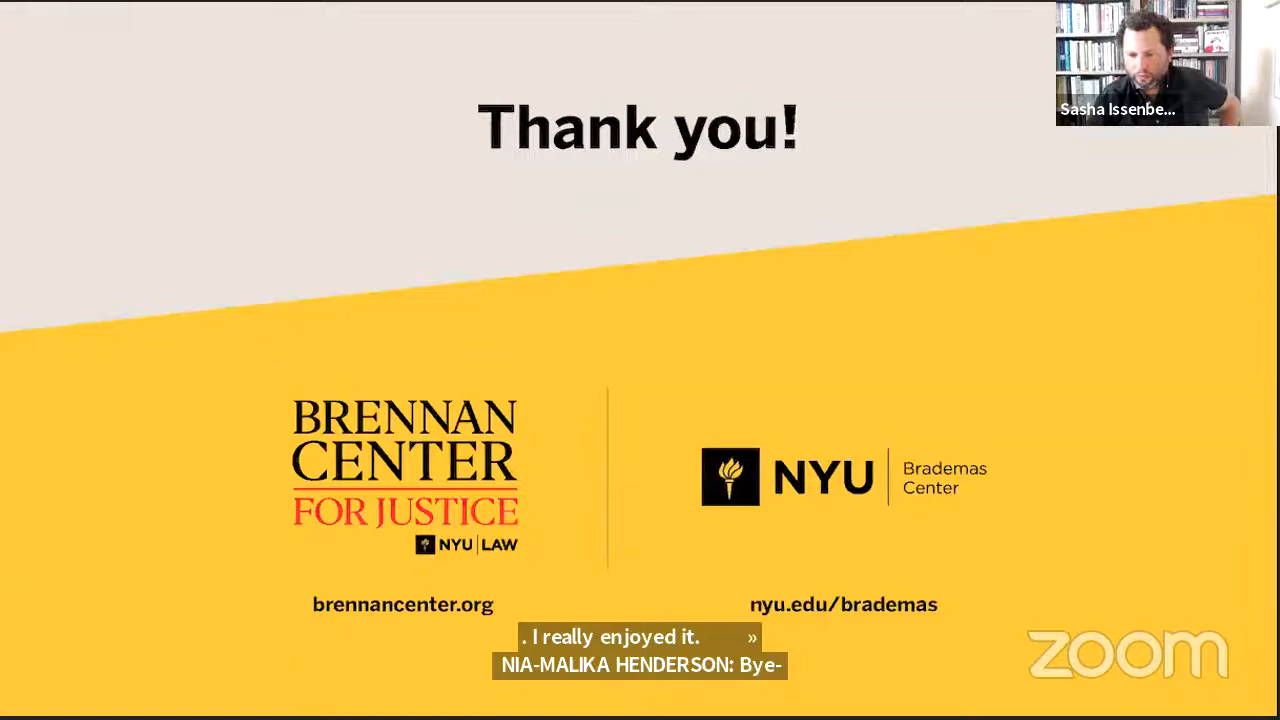 Thank you!
Sasha Issenbe...
BRENNAN
CENTER
FOR JUSTICE
NYU | LAW
brennancenter.org
NYU
Brademas
Center
nyu.edu/brademas
. I really enjoyed it. »
NIA-MALIKA HENDERSON: Bye-
zoom